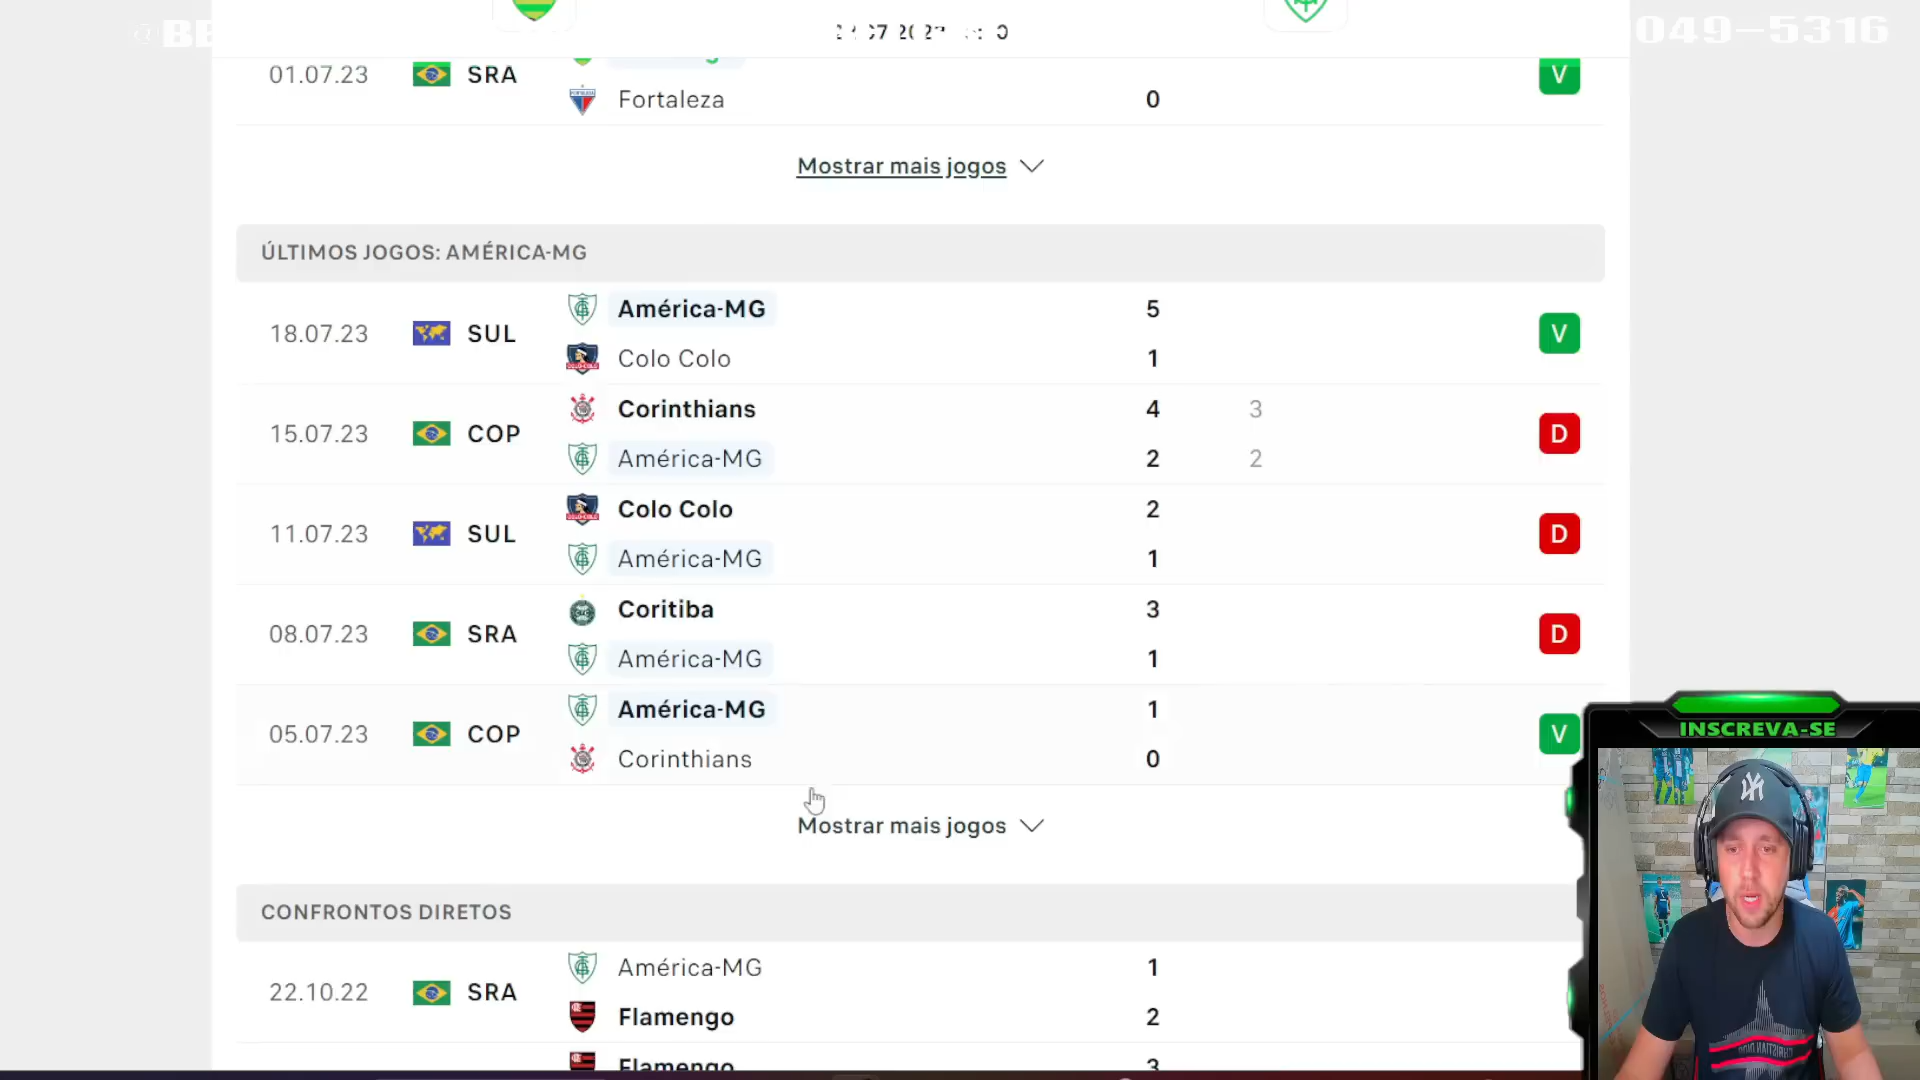 049-5316
01.07.23 SRA V
Fortaleza 0
Mostrar mais jogos
ÚLTIMOS JOGOS: AMÉRICA-MG
América-MG 5
18.07.23 SUL V
Colo Colo 1
Corinthians 4 3
15.07.23 COP D
América-MG 2 2
Colo Colo 2
11.07.23 SUL D
América-MG 1
Coritiba 3
08.07.23 SRA D
América-MG 1
América-MG 1
05.07.23 COP V
Corinthians 0
Mostrar mais jogos
INSCREVA-SE
CONFRONTOS DIRETOS
América-MG 1
22.10.22 SRA
Flamengo 2
Flamengo 3